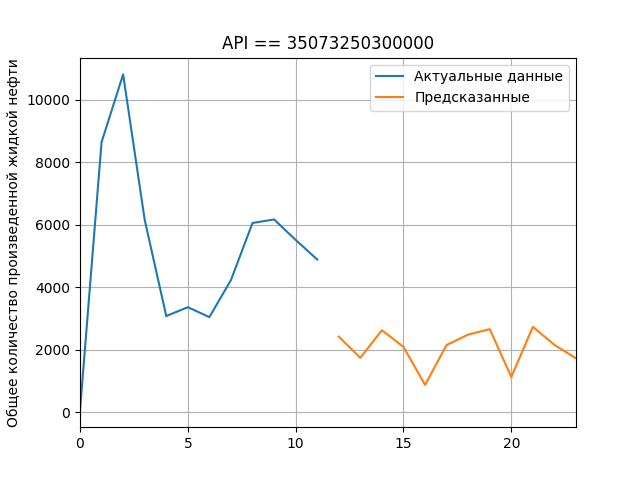 API == 35073250300000
Общее количество произведенной жидкой нефти
10000
8000
6000
4000
2000
0
Актуальные данные
Предсказанные
0 5 10 15 20